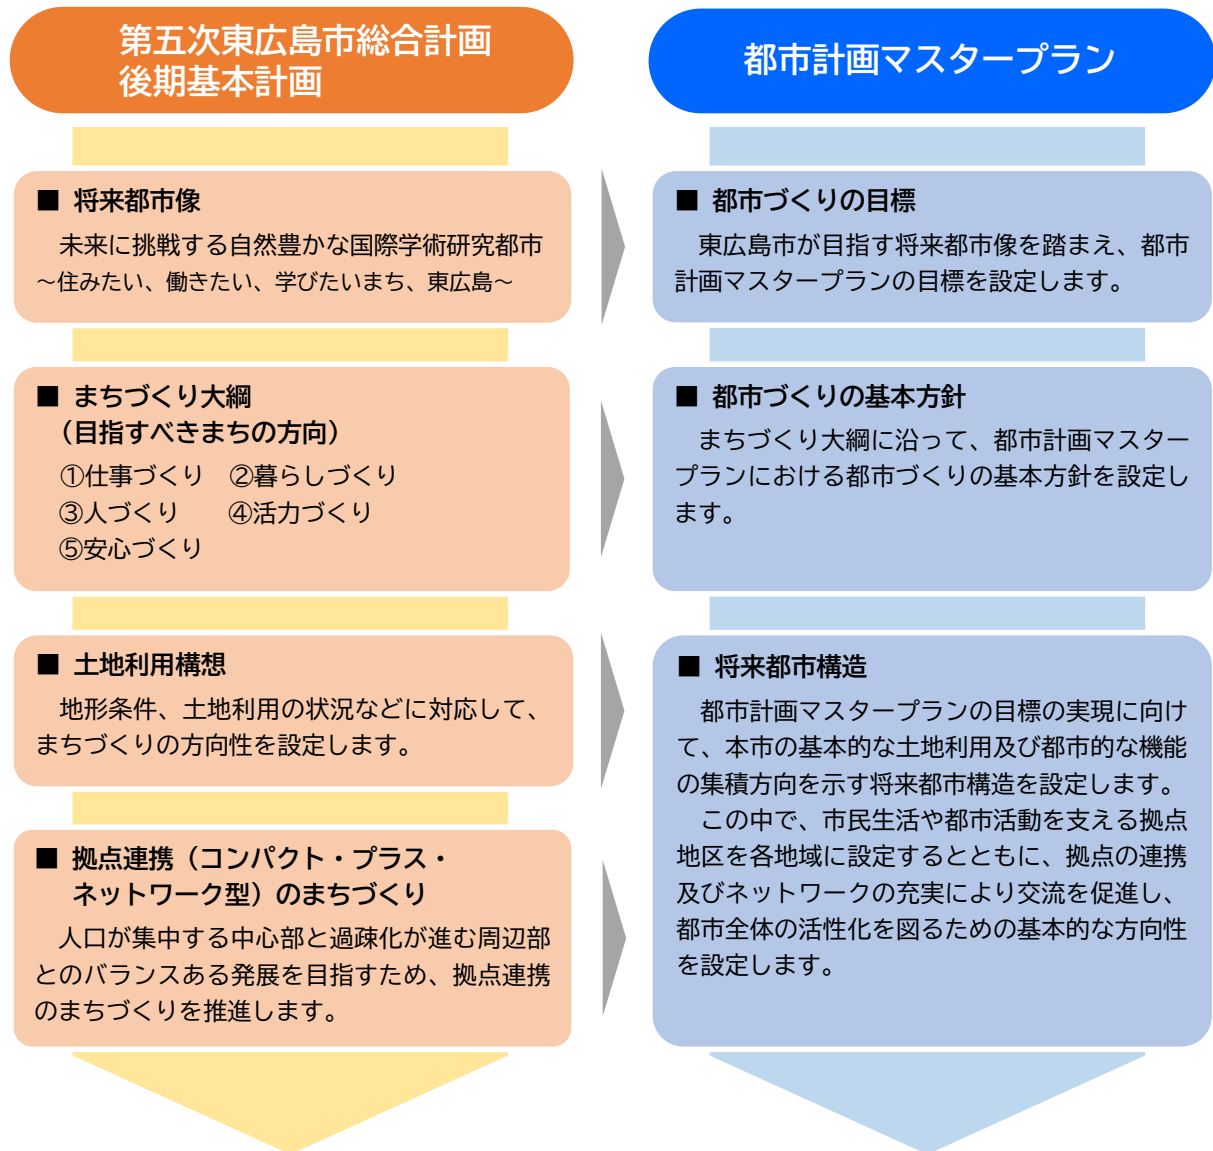 第五次東広島市総合計画
後期基本計画
■ 将来都市像
未来に挑戦する自然豊かな国際学術研究都市
～住みたい、働きたい、学びたいまち、東広島～
■ まちづくり大綱
（目指すべきまちの方向）
①仕事づくり　②暮らしづくり
③人づくり　　④活力づくり
⑤安心づくり
■ 土地利用構想
地形条件、土地利用の状況などに対応して、
まちづくりの方向性を設定します。
■ 拠点連携（コンパクト・プラス・
ネットワーク型）のまちづくり
人口が集中する中心部と過疎化が進む周辺部
とのバランスある発展を目指すため、拠点連携
のまちづくりを推進します。
都市計画マスタープラン
■ 都市づくりの目標
東広島市が目指す将来都市像を踏まえ、都市
計画マスタープランの目標を設定します。
■ 都市づくりの基本方針
まちづくり大綱に沿って、都市計画マスター
プランにおける都市づくりの基本方針を設定し
ます。
■ 将来都市構造
都市計画マスタープランの目標の実現に向け
て、本市の基本的な土地利用及び都市的な機能
の集積方向を示す将来都市構造を設定します。
この中で、市民生活や都市活動を支える拠点
地区を各地域に設定するとともに、拠点の連携
及びネットワークの充実により交流を促進し、
都市全体の活性化を図るための基本的な方向性
を設定します。